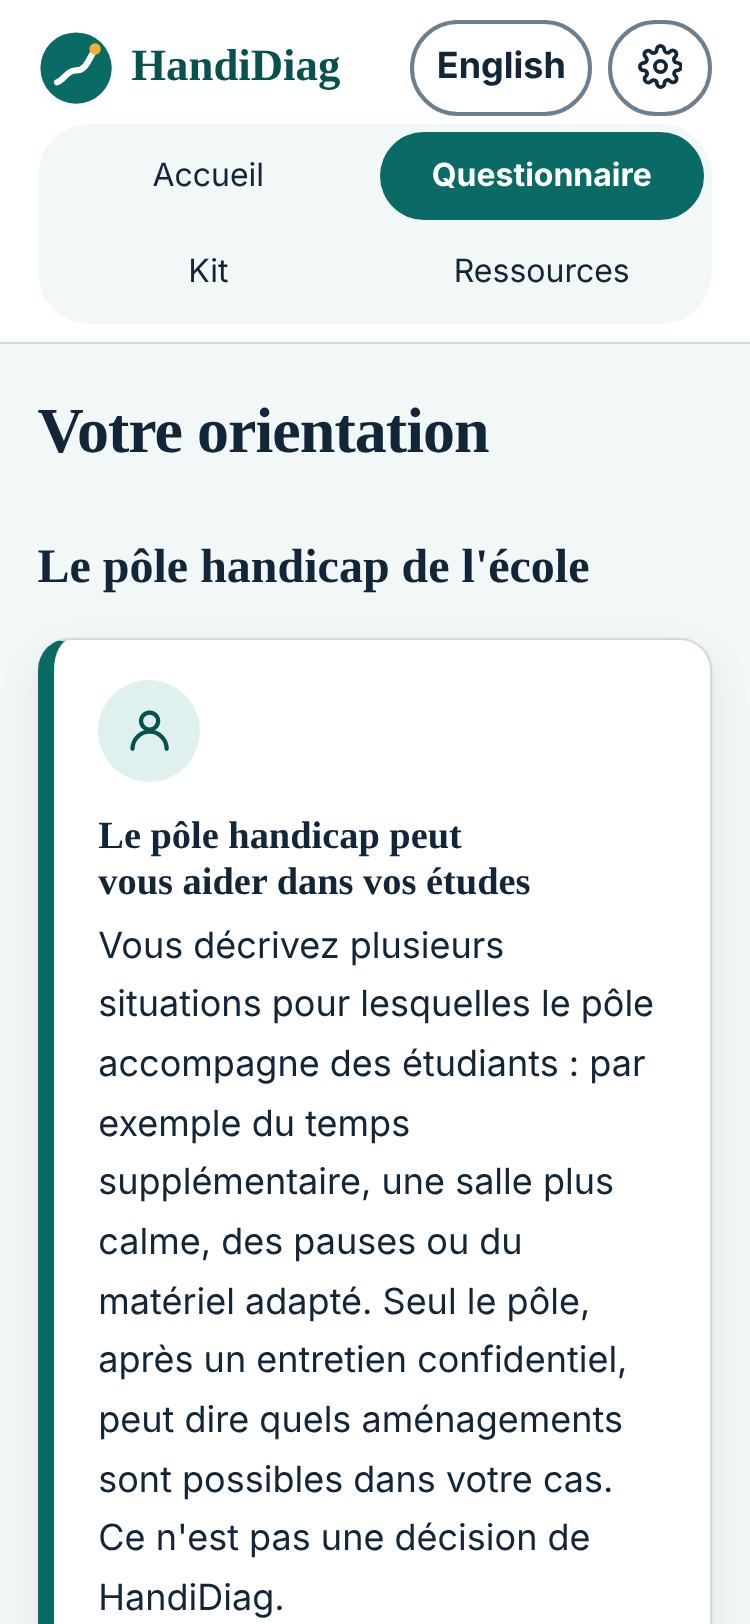 HandiDiag
English
Accueil
Questionnaire
Kit
Ressources
Votre orientation
Le pôle handicap de l'école
Le pôle handicap peut
vous aider dans vos études
Vous décrivez plusieurs
situations pour lesquelles le pôle
accompagne des étudiants : par
exemple du temps
supplémentaire, une salle plus
calme, des pauses ou du
matériel adapté. Seul le pôle,
après un entretien confidentiel,
peut dire quels aménagements
sont possibles dans votre cas.
Ce n'est pas une décision de
HandiDiag.